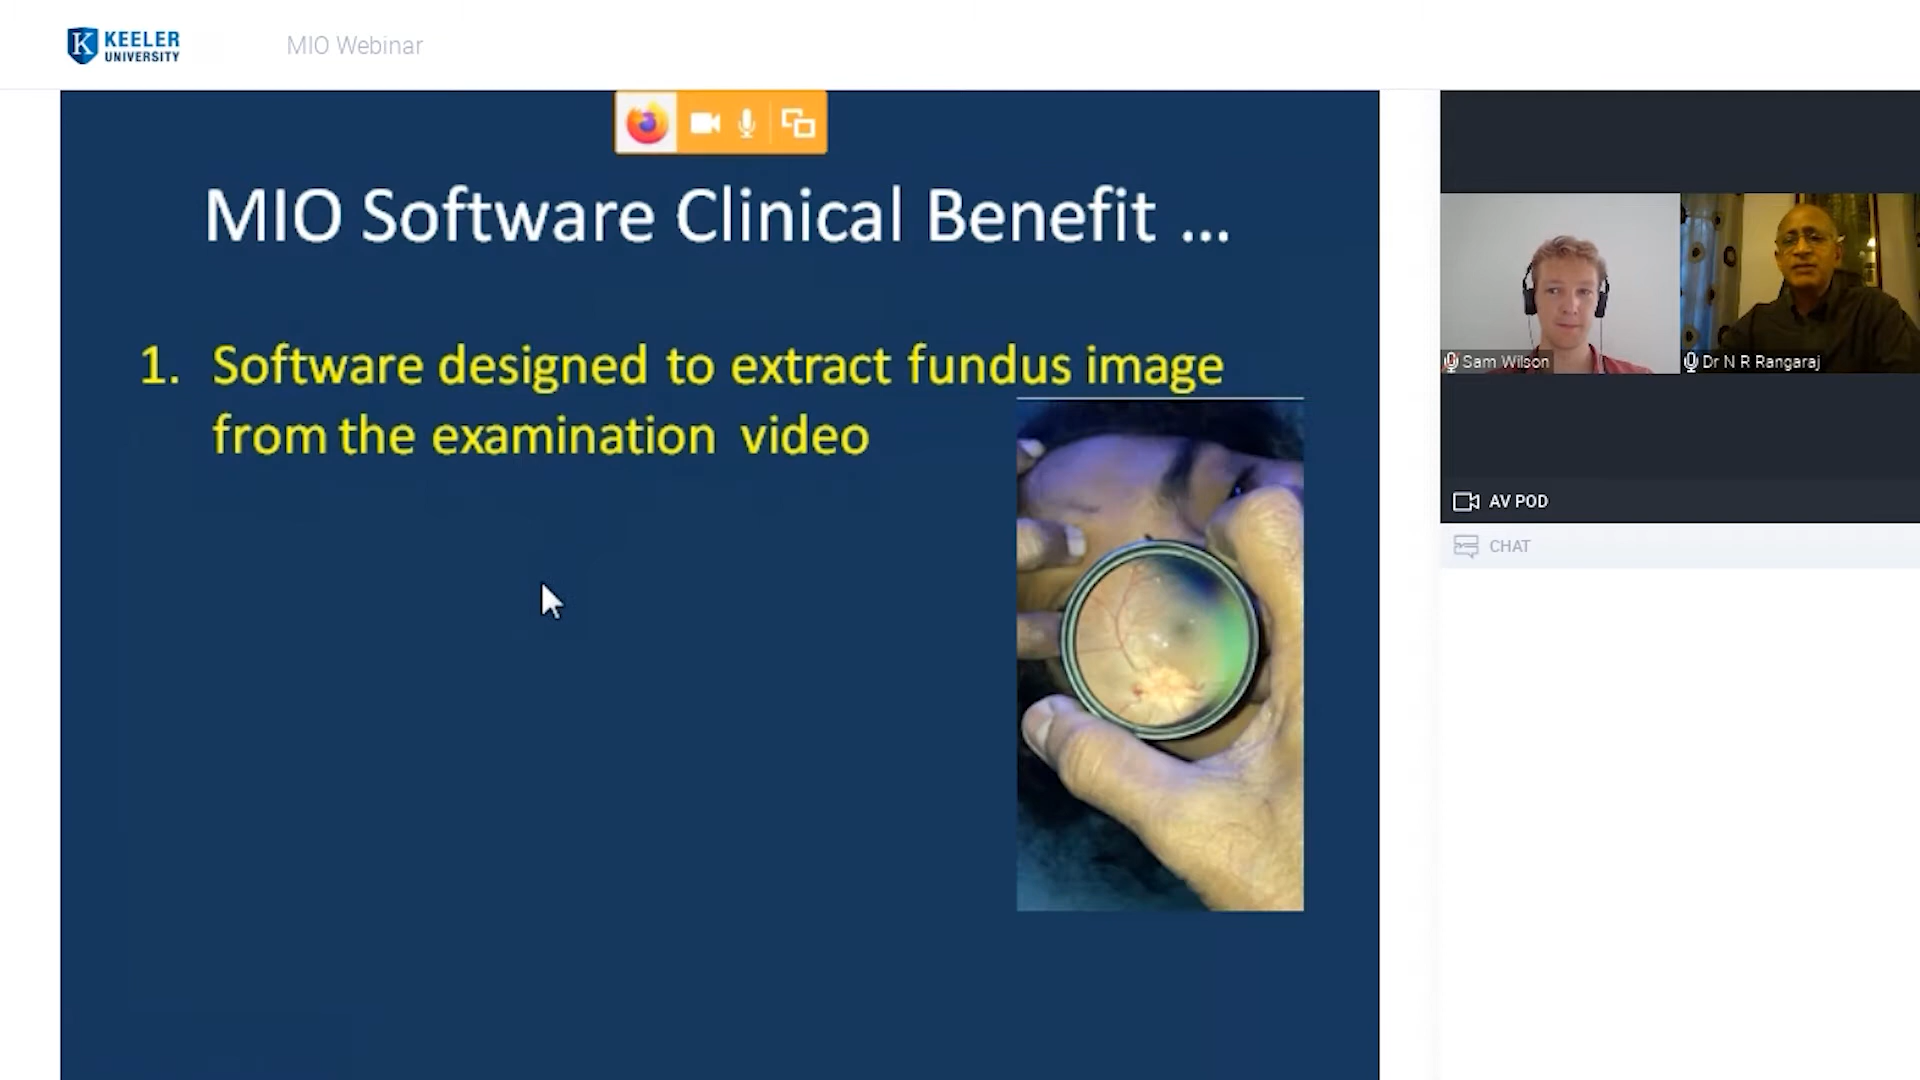 K KEELER
UNIVERSITY
MIO Webinar
MIO Software Clinical Benefit ...
1. Software designed to extract fundus image
from the examination video
Sam Wilson
Dr N R Rangaraj
AV POD
CHAT